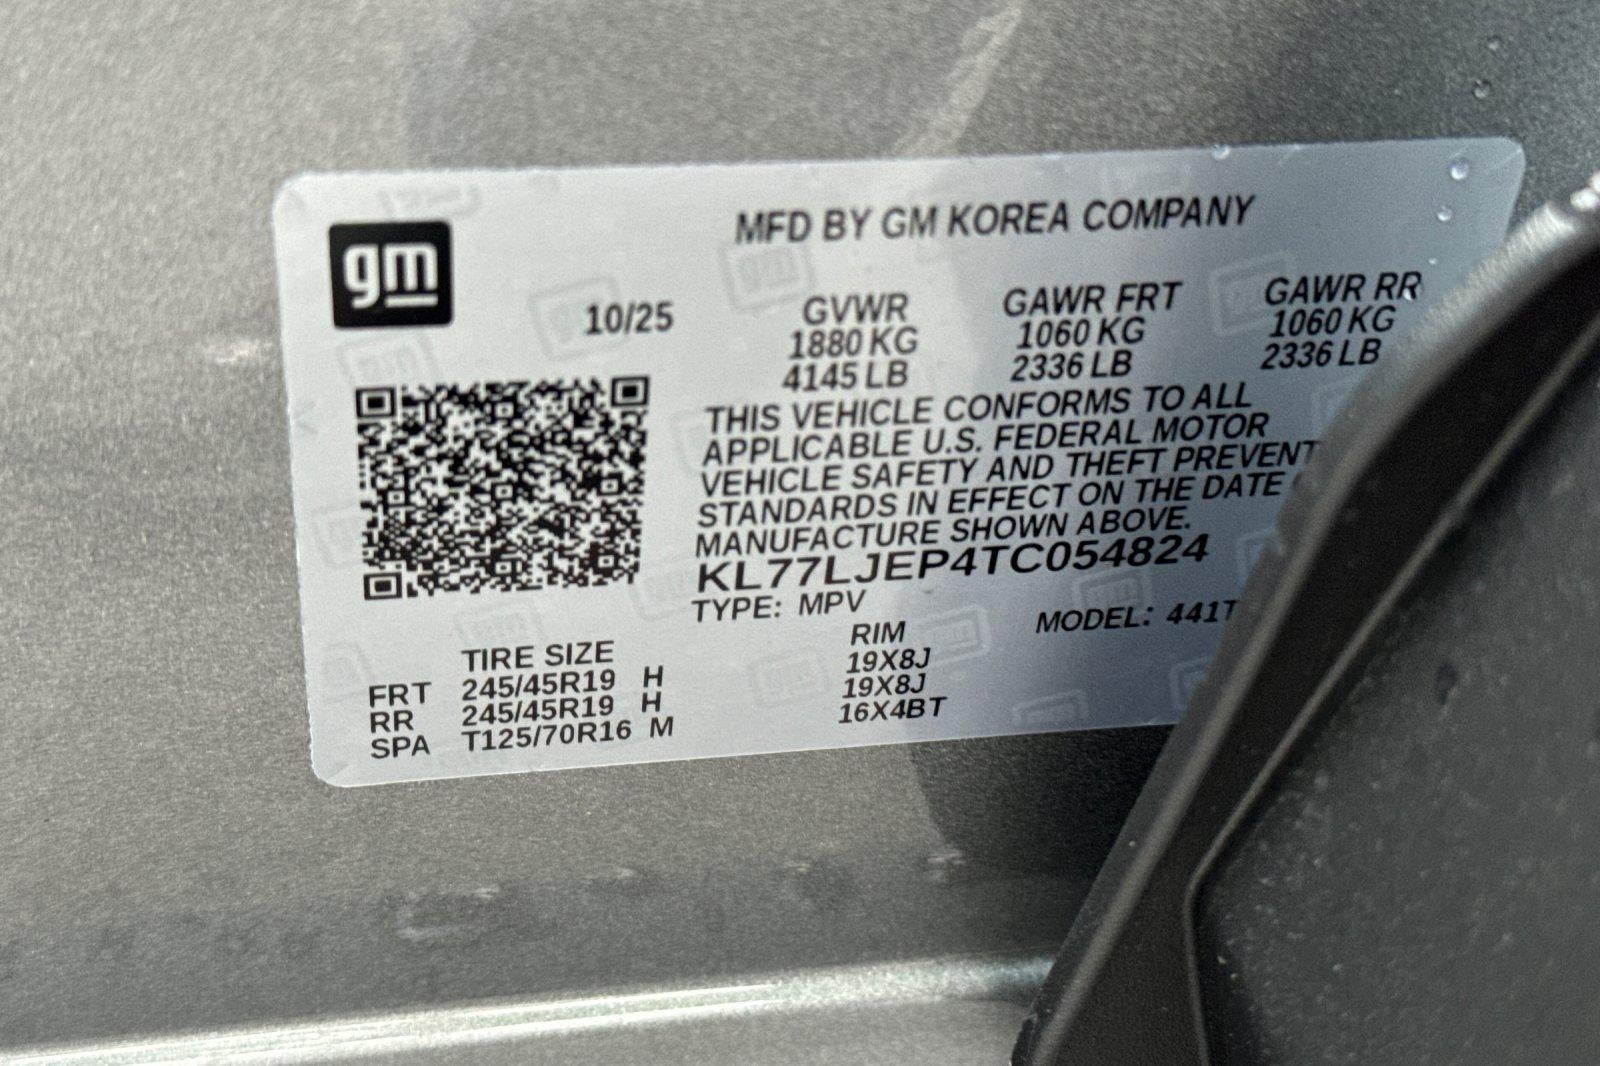 gm
MFD BY GM KOREA COMPANY
10/25
GVWR GAWR FRT GAWR RR
1880 KG 1060 KG 1060 KG
4145 LB 2336 LB 2336 LB
THIS VEHICLE CONFORMS TO ALL
APPLICABLE U.S. FEDERAL MOTOR
VEHICLE SAFETY AND THEFT PREVENT
STANDARDS IN EFFECT ON THE DATE
MANUFACTURE SHOWN ABOVE.
KL77LJEP4TC054824
TYPE: MPV MODEL: 441T
TIRE SIZE RIM
FRT 245/45R19 H 19X8J
RR 245/45R19 H 19X8J
SPA T125/70R16 M 16X4BT